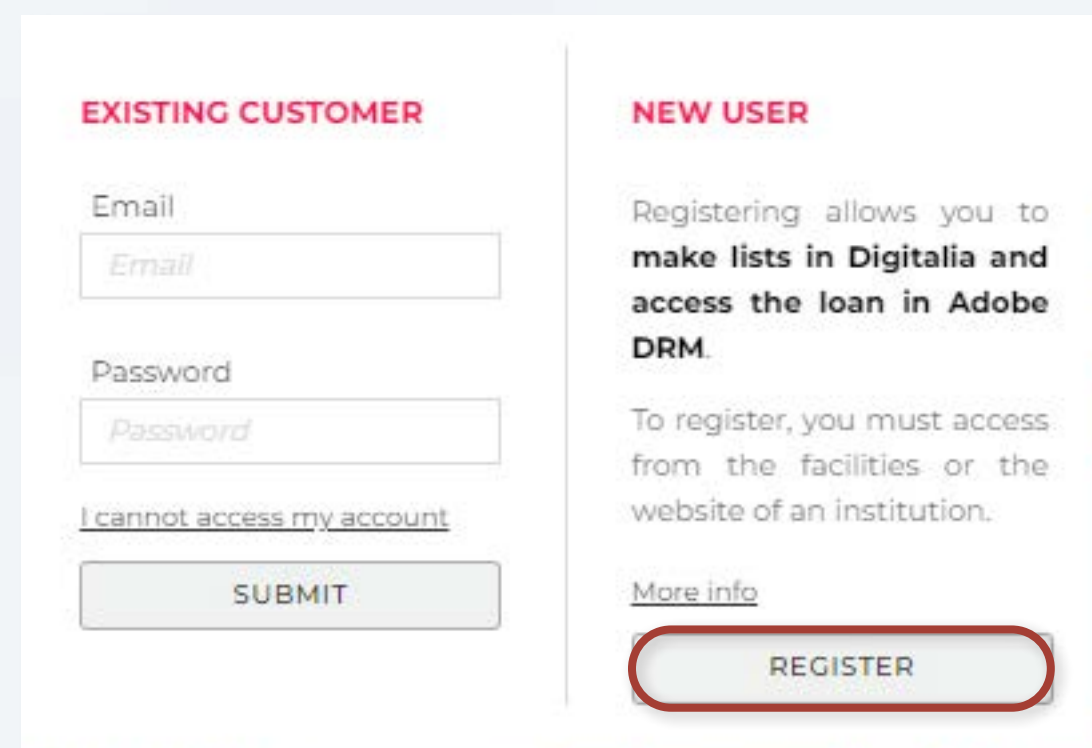 EXISTING CUSTOMER
Email
Email
Password
Password
I cannot access my account
SUBMIT
NEW USER
Registering allows you to
make lists in Digitalia and
access the loan in Adobe
DRM.
To register, you must access
from the facilities or the
website of an institution.
More info
REGISTER